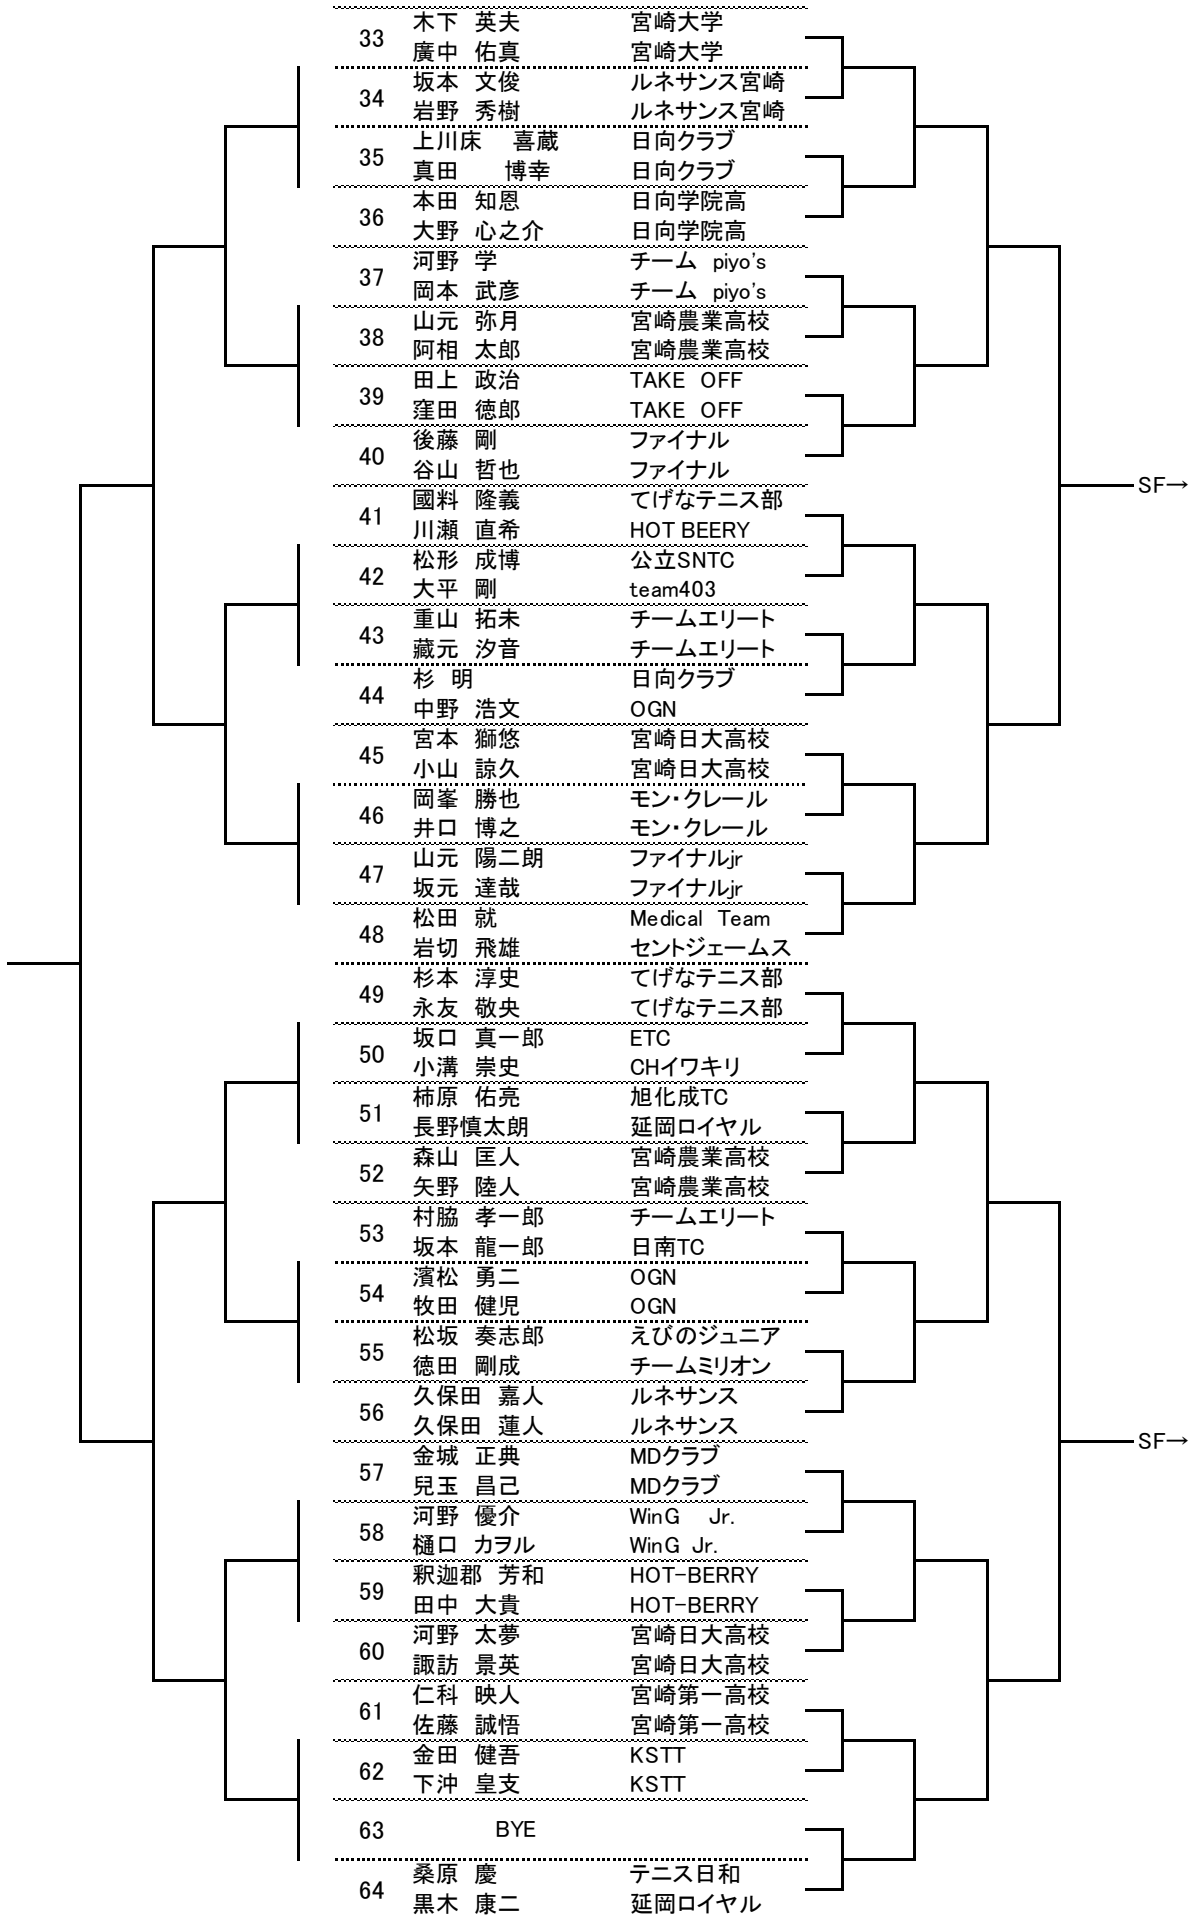 33 木下 英夫 宮崎大学
廣中 佑真 宮崎大学
34 坂本 文俊 ルネサンス宮崎
岩野 秀樹 ルネサンス宮崎
35 上川床 喜蔵 日向クラブ
真田 博幸 日向クラブ
36 本田 知恩 日向学院高
大野 心之介 日向学院高
37 河野 学 チーム piyo's
岡本 武彦 チーム piyo's
38 山元 弥月 宮崎農業高校
阿相 太郎 宮崎農業高校
39 田上 政治 TAKE OFF
窪田 徳郎 TAKE OFF
40 後藤 剛 ファイナル
谷山 哲也 ファイナル
SF→
41 國料 隆義 てげなテニス部
川瀬 直希 HOT BEERY
42 松形 成博 公立SNTC
大平 剛 team403
43 重山 拓未 チームエリート
藏元 汐音 チームエリート
44 杉 明 日向クラブ
中野 浩文 OGN
45 宮本 獅悠 宮崎日大高校
小山 諒久 宮崎日大高校
46 岡峯 勝也 モン・クレール
井口 博之 モン・クレール
47 山元 陽二朗 ファイナルjr
坂元 達哉 ファイナルjr
48 松田 就 Medical Team
岩切 飛雄 セントジェームス
49 杉本 淳史 てげなテニス部
永友 敬央 てげなテニス部
50 坂口 真一郎 ETC
小溝 崇史 CHイワキリ
51 柿原 佑亮 旭化成TC
長野慎太朗 延岡ロイヤル
52 森山 匡人 宮崎農業高校
矢野 陸人 宮崎農業高校
53 村脇 孝一郎 チームエリート
坂本 龍一郎 日南TC
54 濱松 勇二 OGN
牧田 健児 OGN
55 松坂 奏志郎 えびのジュニア
徳田 剛成 チームミリオン
56 久保田 嘉人 ルネサンス
久保田 蓮人 ルネサンス
SF→
57 金城 正典 MDクラブ
兒玉 昌己 MDクラブ
58 河野 優介 WinG Jr.
樋口 カヲル WinG Jr.
59 釈迦郡 芳和 HOT-BERRY
田中 大貴 HOT-BERRY
60 河野 太夢 宮崎日大高校
諏訪 景英 宮崎日大高校
61 仁科 映人 宮崎第一高校
佐藤 誠悟 宮崎第一高校
62 金田 健吾 KSTT
下沖 皇支 KSTT
63 BYE
64 桑原 慶 テニス日和
黒木 康二 延岡ロイヤル